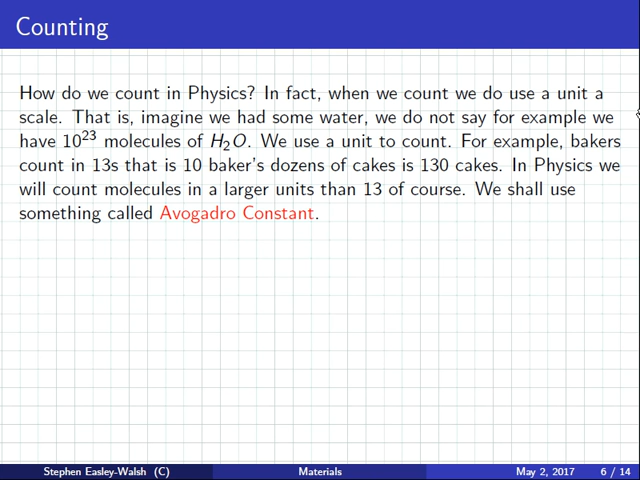 Counting
How do we count in Physics? In fact, when we count we do use a unit a
scale. That is, imagine we had some water, we do not say for example we
have 10²³ molecules of H₂O. We use a unit to count. For example, bakers
count in 13s that is 10 baker's dozens of cakes is 130 cakes. In Physics we
will count molecules in a larger units than 13 of course. We shall use
something called Avogadro Constant.
Stephen Easley-Walsh (C) Materials May 2, 2017 6 / 14